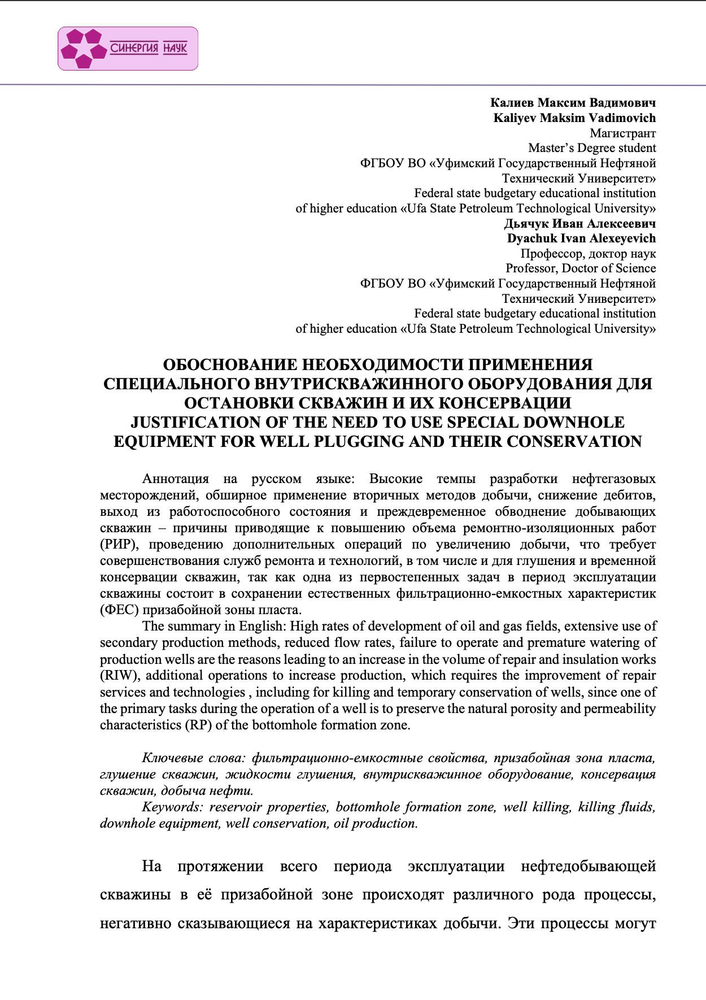 СИНЕРГИЯ НАУК
Калиев Максим Вадимович
Kaliyev Maksim Vadimovich
Магистрант
Master’s Degree student
ФГБОУ ВО «Уфимский Государственный Нефтяной
Технический Университет»
Federal state budgetary educational institution
of higher education «Ufa State Petroleum Technological University»
Дьячук Иван Алексеевич
Dyachuk Ivan Alexeyevich
Профессор, доктор наук
Professor, Doctor of Science
ФГБОУ ВО «Уфимский Государственный Нефтяной
Технический Университет»
Federal state budgetary educational institution
of higher education «Ufa State Petroleum Technological University»
ОБОСНОВАНИЕ НЕОБХОДИМОСТИ ПРИМЕНЕНИЯ
СПЕЦИАЛЬНОГО ВНУТРИСКВАЖИННОГО ОБОРУДОВАНИЯ ДЛЯ
ОСТАНОВКИ СКВАЖИН И ИХ КОНСЕРВАЦИИ
JUSTIFICATION OF THE NEED TO USE SPECIAL DOWNHOLE
EQUIPMENT FOR WELL PLUGGING AND THEIR CONSERVATION
Аннотация на русском языке: Высокие темпы разработки нефтегазовых
месторождений, обширное применение вторичных методов добычи, снижение дебитов,
выход из работоспособного состояния и преждевременное обводнение добывающих
скважин – причины приводящие к повышению объема ремонтно-изоляционных работ
(РИР), проведению дополнительных операций по увеличению добычи, что требует
совершенствования служб ремонта и технологий, в том числе и для глушения и временной
консервации скважин, так как одна из первостепенных задач в период эксплуатации
скважины состоит в сохранении естественных фильтрационно-емкостных характеристик
(ФЕС) призабойной зоны пласта.
The summary in English: High rates of development of oil and gas fields, extensive use of
secondary production methods, reduced flow rates, failure to operate and premature watering of
production wells are the reasons leading to an increase in the volume of repair and insulation works
(RIW), additional operations to increase production, which requires the improvement of repair
services and technologies , including for killing and temporary conservation of wells, since one of
the primary tasks during the operation of a well is to preserve the natural porosity and permeability
characteristics (RP) of the bottomhole formation zone.
Ключевые слова: фильтрационно-емкостные свойства, призабойная зона пласта,
глушение скважин, жидкости глушения, внутрискважинное оборудование, консервация
скважин, добыча нефти.
Keywords: reservoir properties, bottomhole formation zone, well killing, killing fluids,
downhole equipment, well conservation, oil production.
На протяжении всего периода эксплуатации нефтедобывающей
скважины в её призабойной зоне происходят различного рода процессы,
негативно сказывающиеся на характеристиках добычи. Эти процессы могут